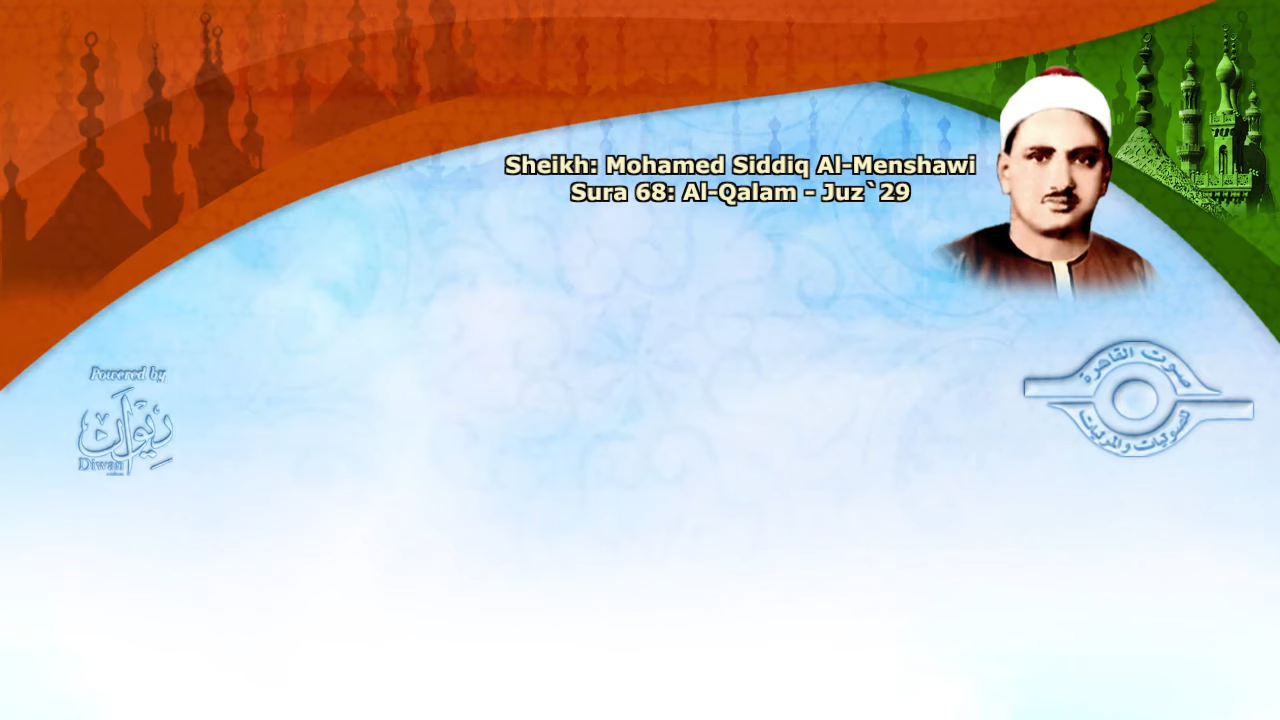 Sheikh: Mohamed Siddiq Al-Menshawi
Sura 68: Al-Qalam - Juz`29
Powered by
ديوان
Diwan
صوت القاهرة
للصوتيات والمرئيات